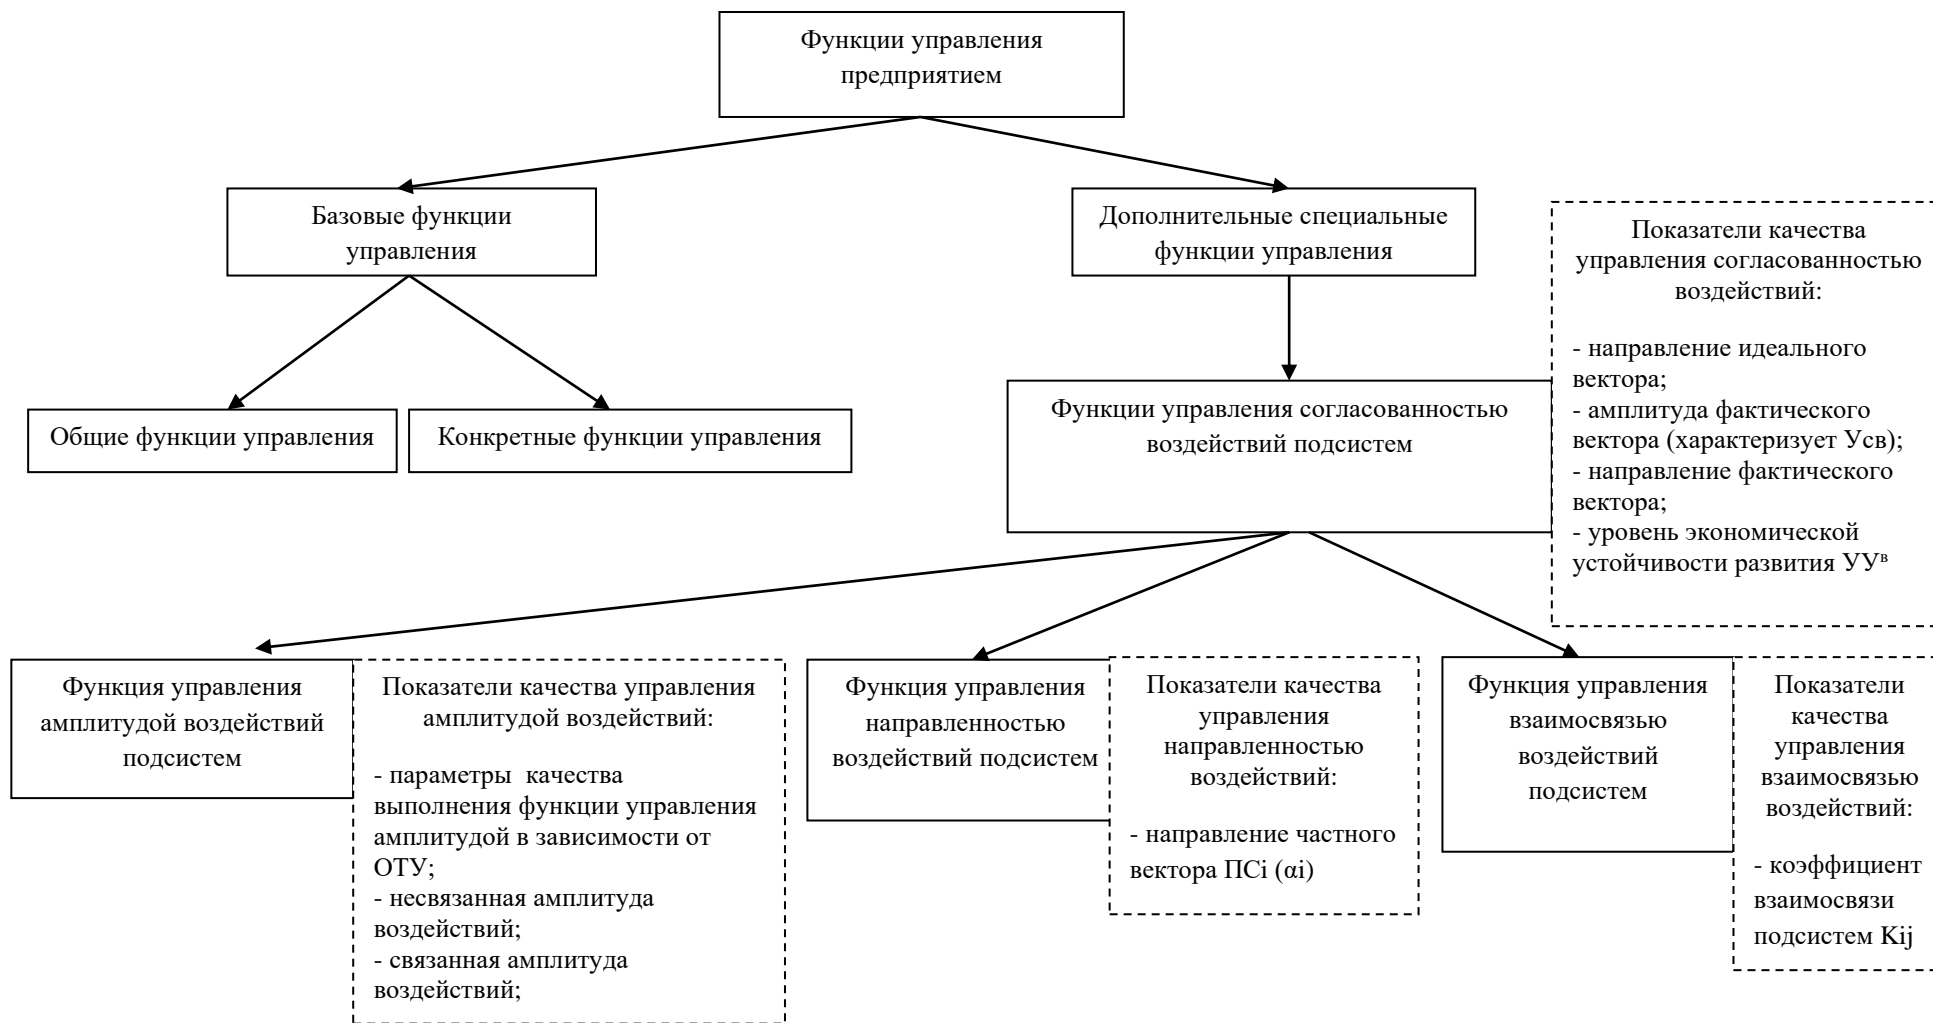 Функции управления
предприятием
Базовые функции
управления
Дополнительные специальные
функции управления
Показатели качества
управления согласованностью
воздействий:
- направление идеального
вектора;
- амплитуда фактического
вектора (характеризует Усв);
- направление фактического
вектора;
- уровень экономической
устойчивости развития УУᵸ
Общие функции управления
Конкретные функции управления
Функции управления согласованностью
воздействий подсистем
Функция управления
амплитудой воздействий
подсистем
Показатели качества управления
амплитудой воздействий:
- параметры  качества
выполнения функции управления
амплитудой в зависимости от
ОТУ;
- несвязанная амплитуда
воздействий;
- связанная амплитуда
воздействий;
Функция управления
направленностью
воздействий подсистем
Показатели качества
управления
направленностью
воздействий:
- направление частного
вектора ПСi (αi)
Функция управления
взаимосвязью
воздействий
подсистем
Показатели
качества
управления
взаимосвязью
воздействий:
- коэффициент
взаимосвязи
подсистем Kij